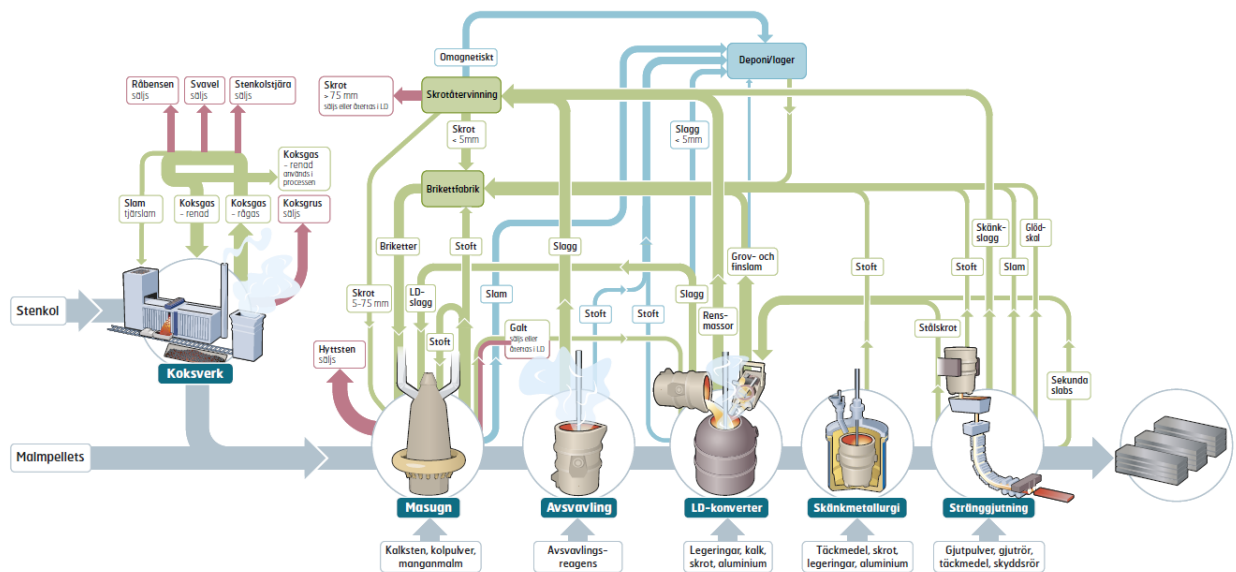 Omagnetiskt
Deponi/lager
Råbensen
säljs
Svavel
säljs
Stenkolstjära
säljs
Skrot
> 75 mm
säljs eller åternas i LD
Skrotåtervinning
Skrot
< 5mm
Slagg
< 5mm
Koksgas
– renad
används i
processen
Brikettfabrik
Slam
tjärslam
Koksgas
– renad
Koksgas
– rågas
Koksgrus
säljs
Briketter
Stoft
Slagg
Grov- och
finslam
Stoft
Stoft
Skänk-
slagg
Slam
Glöd-
skal
Skrot
5–75 mm
LD-
slagg
Slam
Slagg
Rens-
massor
Stoft
Stoft
Stålskrot
Stenkol
Galt
säljs eller
åternas i LD
Stoft
Hyttsten
säljs
Sekunda
slabs
Koksverk
Malmpellets
Masugn
Avsvavling
LD-konverter
Skänkmetallurgi
Stränggjutning
Kalksten, kolpulver,
manganmalm
Avsvavlings-
reagens
Legeringar, kalk,
skrot, aluminium
Täckmedel, skrot,
legeringar, aluminium
Gjutpulver, gjutrör,
täckmedel, skyddsrör